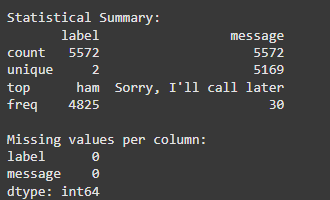 Statistical Summary:
label message
count 5572 5572
unique 2 5169
top ham Sorry, I'll call later
freq 4825 30
Missing values per column:
label 0
message 0
dtype: int64